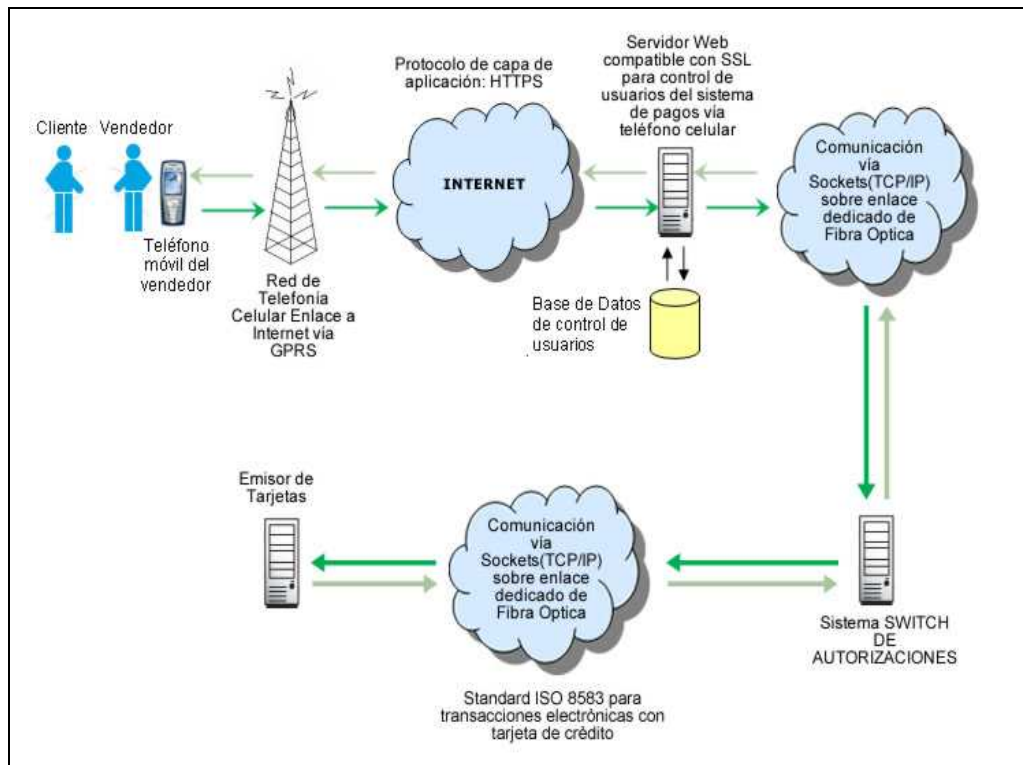 Cliente
Vendedor
Teléfono
móvil del
vendedor
Red de
Telefonía
Celular Enlace a
Internet vía
GPRS
Protocolo de capa de
aplicación: HTTPS
INTERNET
Servidor Web
compatible con SSL
para control de
usuarios del sistema
de pagos vía
teléfono celular
Base de Datos
de control de
usuarios
.
Comunicación
vía
Sockets(TCP/IP)
sobre enlace
dedicado de
Fibra Optica
Sistema SWITCH
DE
AUTORIZACIONES
Comunicación
vía
Sockets(TCP/IP)
sobre enlace
dedicado de
Fibra Optica
Standard ISO 8583 para
transacciones electrònicas con
tarjeta de crèdito
Emisor de
Tarjetas